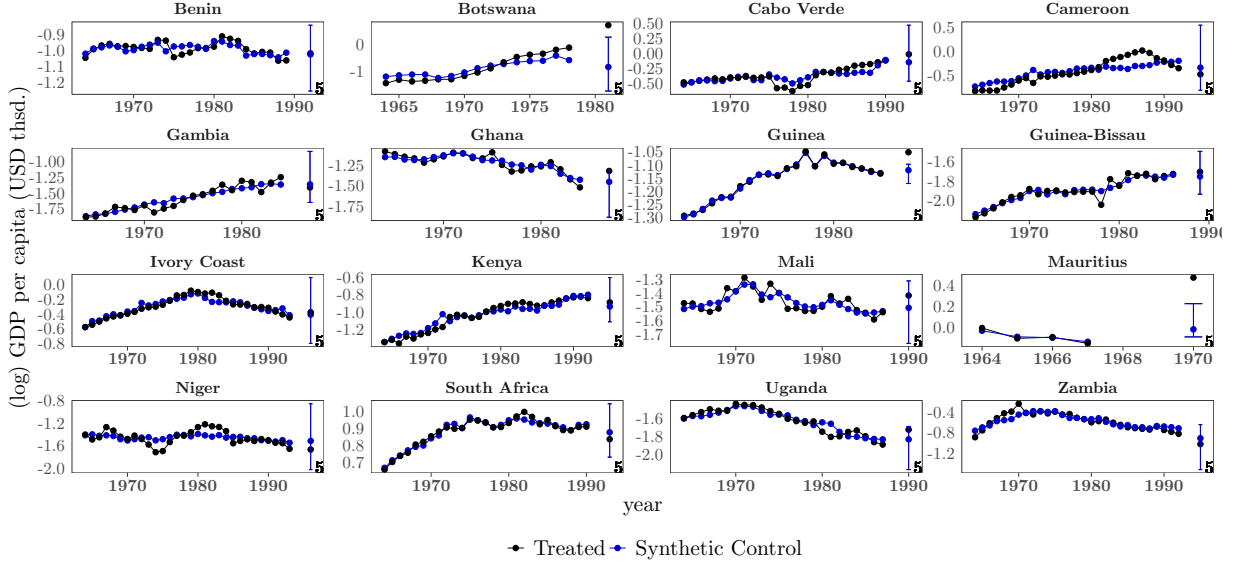 Benin Botswana Cabo Verde Cameroon
-0.9 -1.0 -1.1 -1.2
0 -1
0.50 0.25 0.00 -0.25 -0.50
0.5 0.0 -0.5
1970 1980 1990
1965 1970 1975 1980
1970 1980 1990
1970 1980 1990
Gambia Ghana Guinea Guinea-Bissau
-1.00 -1.25 -1.50 -1.75
-1.25 -1.50 -1.75
-1.05 -1.10 -1.15 -1.20 -1.25 -1.30
-1.6 -1.8 -2.0
1970 1980
1970 1980
1970 1980
1970 1980 1990
Ivory Coast Kenya Mali Mauritius
0.0 -0.2 -0.4 -0.6 -0.8
-0.6 -0.8 -1.0 -1.2
-1.3 -1.4 -1.5 -1.6 -1.7
0.4 0.2 0.0
1970 1980 1990
1970 1980 1990
1970 1980 1990
1964 1966 1968 1970
Niger South Africa Uganda Zambia
-0.8 -1.2 -1.6 -2.0
1.0 0.9 0.8 0.7
-1.6 -1.8 -2.0
-0.4 -0.8 -1.2
1970 1980 1990
1970 1980 1990
1970 1980 1990
1970 1980 1990
(log) GDP per capita (USD thsd.)
year
Treated Synthetic Control